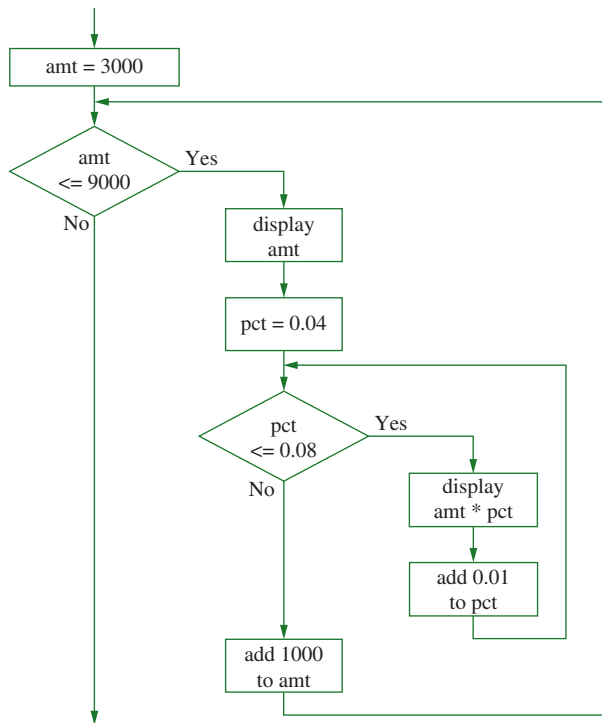 amt = 3000
amt
<= 9000
Yes
No
display
amt
pct = 0.04
pct
<= 0.08
Yes
No
display
amt * pct
add 0.01
to pct
add 1000
to amt